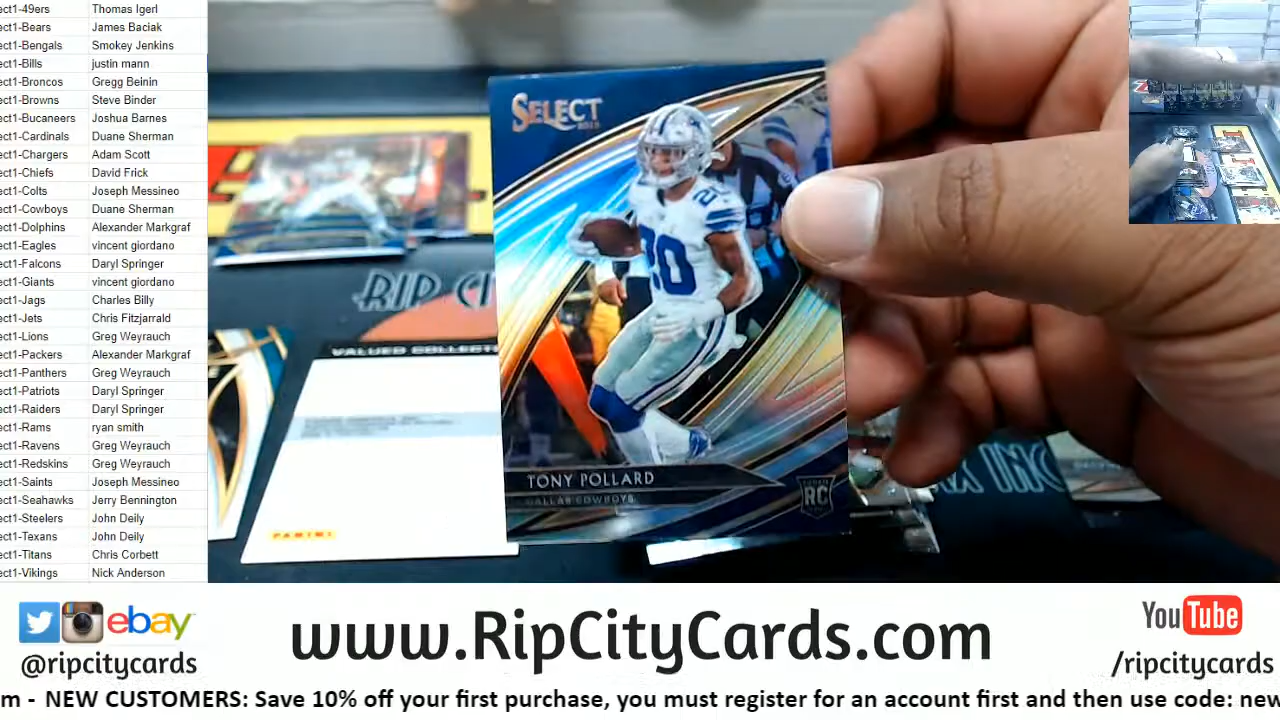 ect1-49ers Thomas Igerl
ect1-Bears James Baciak
ect1-Bengals Smokey Jenkins
ect1-Bills justin mann
ect1-Broncos Gregg Beinin
ect1-Browns Steve Binder
ect1-Bucaneers Joshua Barnes
ect1-Cardinals Duane Sherman
ect1-Chargers Adam Scott
ect1-Chiefs David Frick
ect1-Colts Joseph Messineo
ect1-Cowboys Duane Sherman
ect1-Dolphins Alexander Markgraf
ect1-Eagles vincent giordano
ect1-Falcons Daryl Springer
ect1-Giants vincent giordano
ect1-Jags Charles Billy
ect1-Jets Chris Fitzjarrald
ect1-Lions Greg Weyrauch
ect1-Packers Alexander Markgraf
ect1-Panthers Greg Weyrauch
ect1-Patriots Daryl Springer
ect1-Raiders Daryl Springer
ect1-Rams ryan smith
ect1-Ravens Greg Weyrauch
ect1-Redskins Greg Weyrauch
ect1-Saints Joseph Messineo
ect1-Seahawks Jerry Bennington
ect1-Steelers John Deily
ect1-Texans John Deily
ect1-Titans Chris Corbett
ect1-Vikings Nick Anderson
SELECT
20
20
TONY POLLARD
DALLAS COWBOYS
RC
RIP CI
VALUED COLLECT
PANINI
INC
ebay
@ripcitycards
www.RipCityCards.com
YouTube
/ripcitycards
m - NEW CUSTOMERS: Save 10% off your first purchase, you must register for an account first and then use code: new